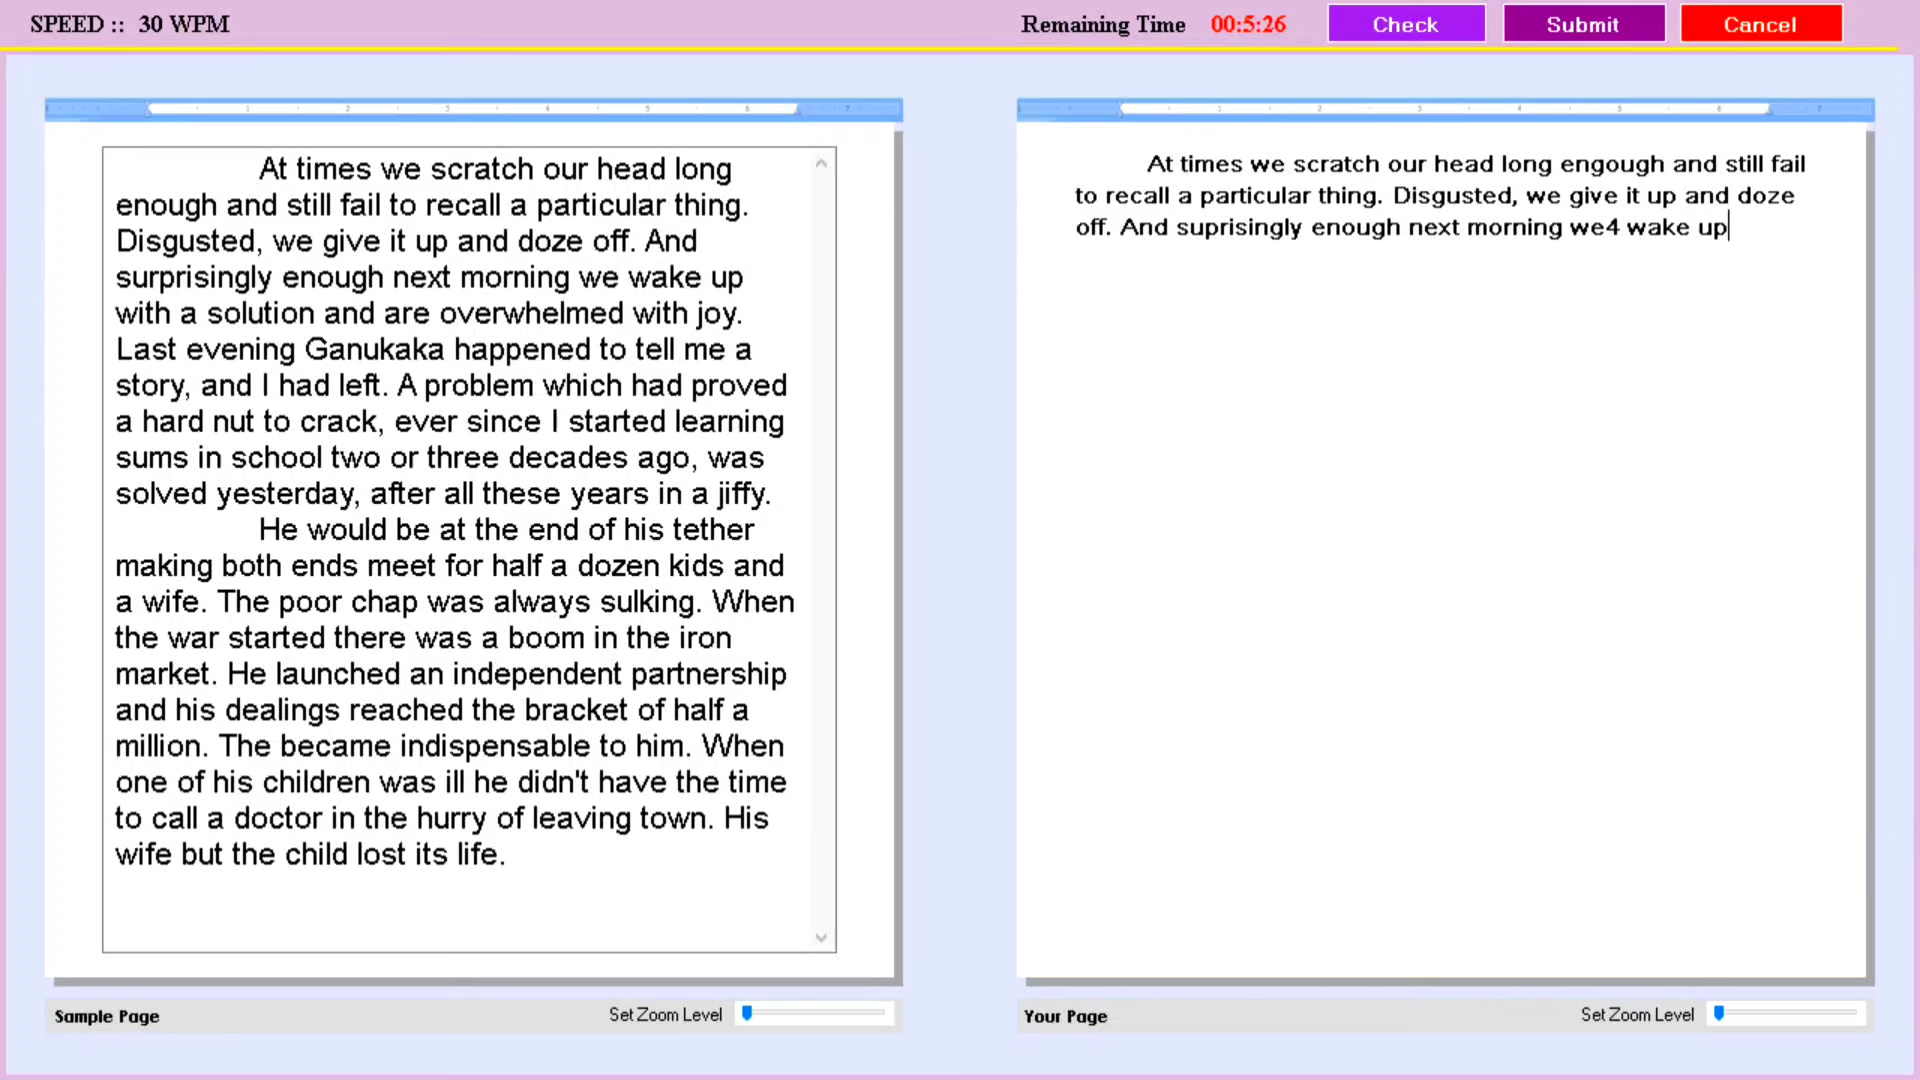 SPEED :: 30 WPM
Remaining Time 00:5:26
Check
Submit
Cancel
At times we scratch our head long
enough and still fail to recall a particular thing.
Disgusted, we give it up and doze off. And
surprisingly enough next morning we wake up
with a solution and are overwhelmed with joy.
Last evening Ganukaka happened to tell me a
story, and I had left. A problem which had proved
a hard nut to crack, ever since I started learning
sums in school two or three decades ago, was
solved yesterday, after all these years in a jiffy.
He would be at the end of his tether
making both ends meet for half a dozen kids and
a wife. The poor chap was always sulking. When
the war started there was a boom in the iron
market. He launched an independent partnership
and his dealings reached the bracket of half a
million. The became indispensable to him. When
one of his children was ill he didn't have the time
to call a doctor in the hurry of leaving town. His
wife but the child lost its life.
Sample Page
Set Zoom Level
At times we scratch our head long engough and still fail
to recall a particular thing. Disgusted, we give it up and doze
off. And suprisingly enough next morning we4 wake up
Your Page
Set Zoom Level